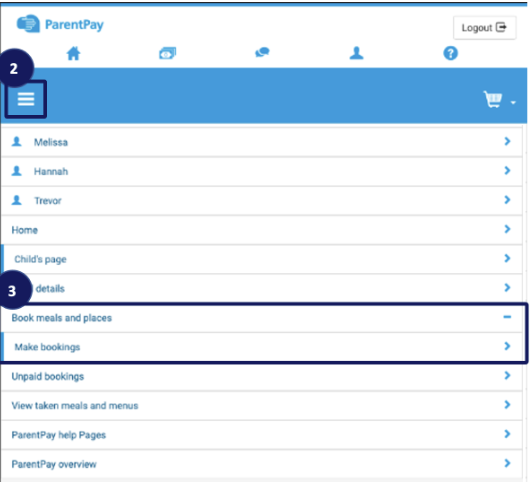 ParentPay
Logout
2
Melissa
Hannah
Trevor
Home
Child's page
3
details
Book meals and places
Make bookings
Unpaid bookings
View taken meals and menus
ParentPay help Pages
ParentPay overview